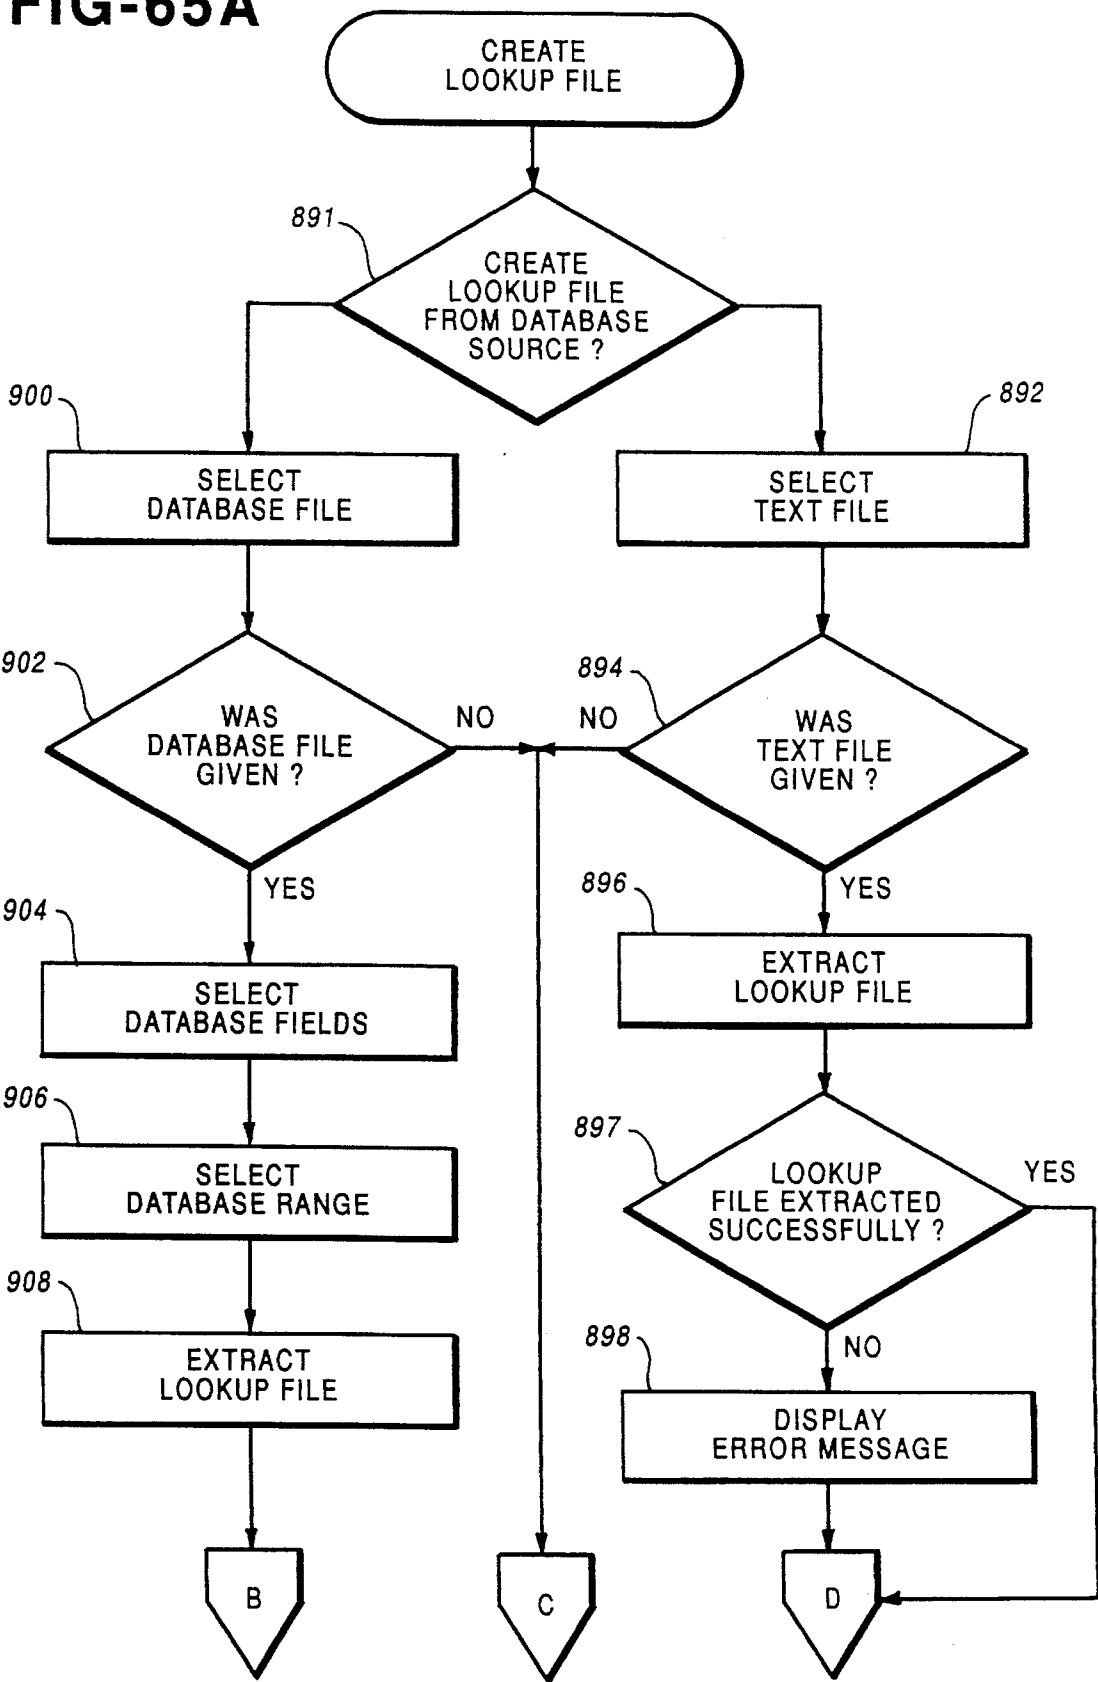 FIG-65A
CREATE
LOOKUP FILE
891
CREATE
LOOKUP FILE
FROM DATABASE
SOURCE ?
900
SELECT
DATABASE FILE
892
SELECT
TEXT FILE
902
WAS
DATABASE FILE
GIVEN ?
NO
NO
894
WAS
TEXT FILE
GIVEN ?
YES
YES
904
SELECT
DATABASE FIELDS
896
EXTRACT
LOOKUP FILE
906
SELECT
DATABASE RANGE
897
LOOKUP
FILE EXTRACTED
SUCCESSFULLY ?
YES
908
EXTRACT
LOOKUP FILE
NO
898
DISPLAY
ERROR MESSAGE
B
C
D